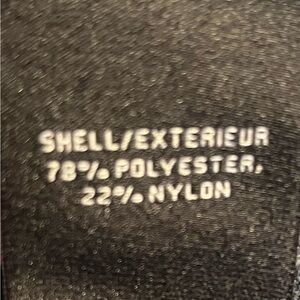 SHELL/EXTERIEUR
78% POLYESTER,
22% NYLON